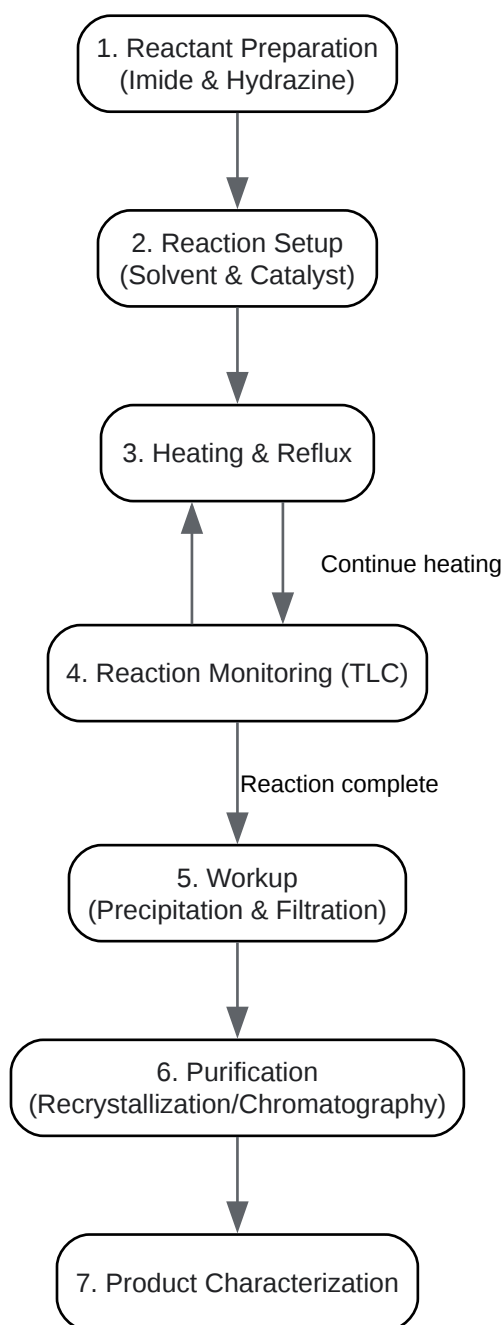 1. Reactant Preparation
(Imide & Hydrazine)
2. Reaction Setup
(Solvent & Catalyst)
3. Heating & Reflux
Continue heating
4. Reaction Monitoring (TLC)
Reaction complete
5. Workup
(Precipitation & Filtration)
6. Purification
(Recrystallization/Chromatography)
7. Product Characterization